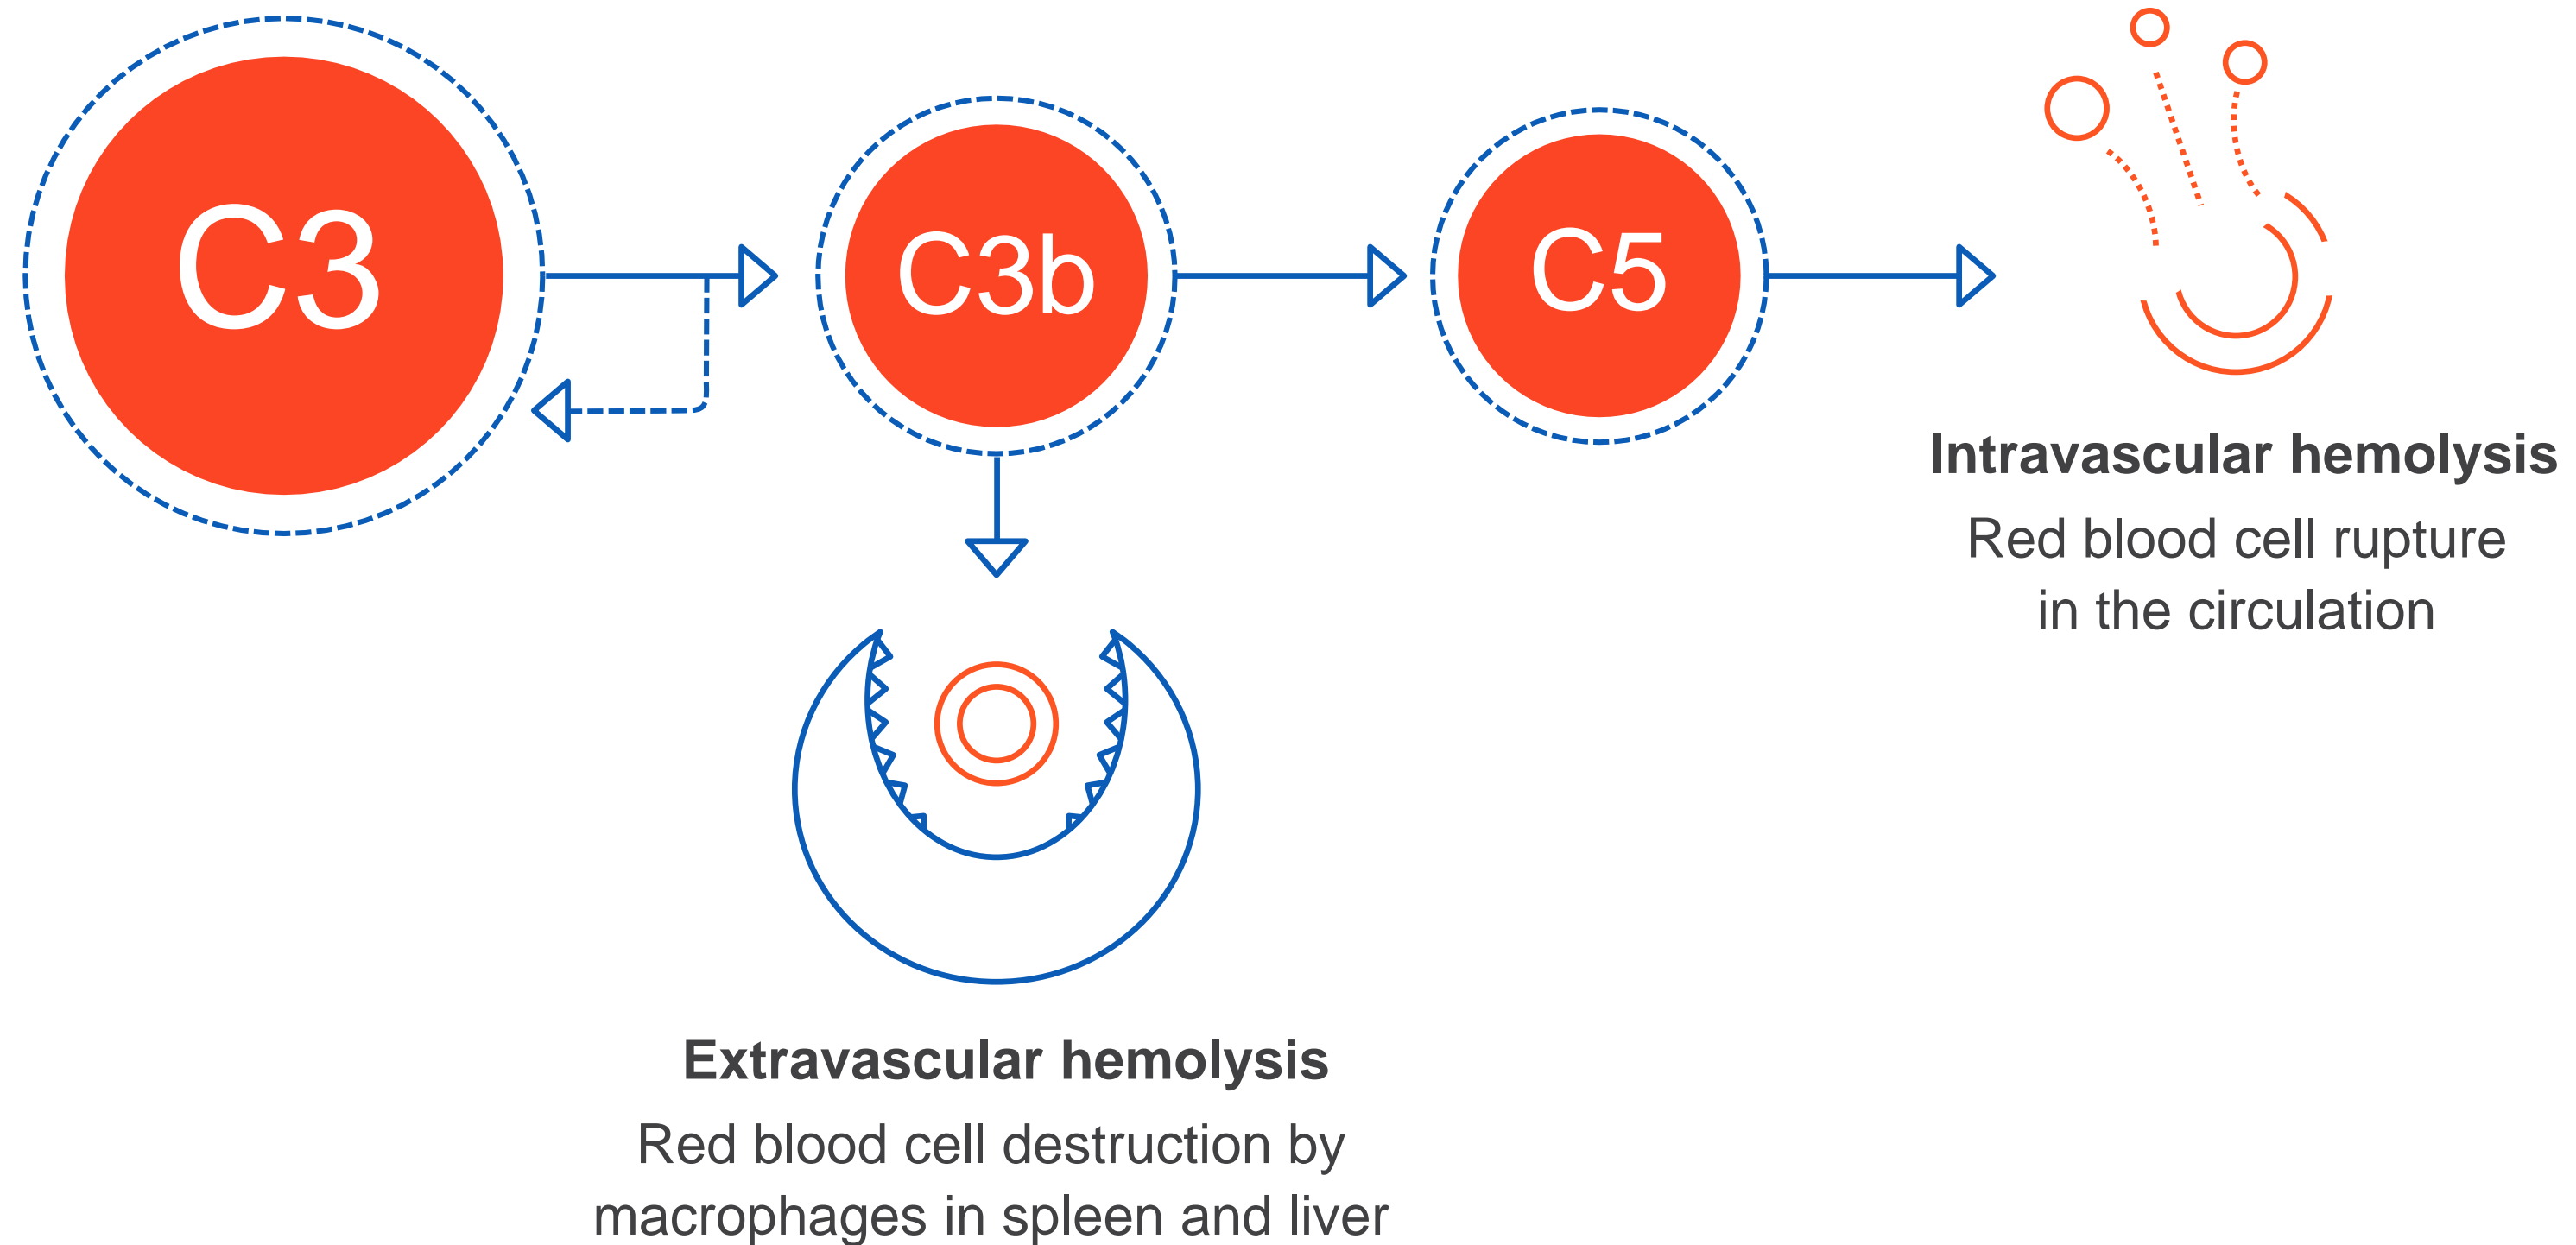 C3
C3b
C5
Intravascular hemolysis
Red blood cell rupture
in the circulation
Extravascular hemolysis
Red blood cell destruction by
macrophages in spleen and liver